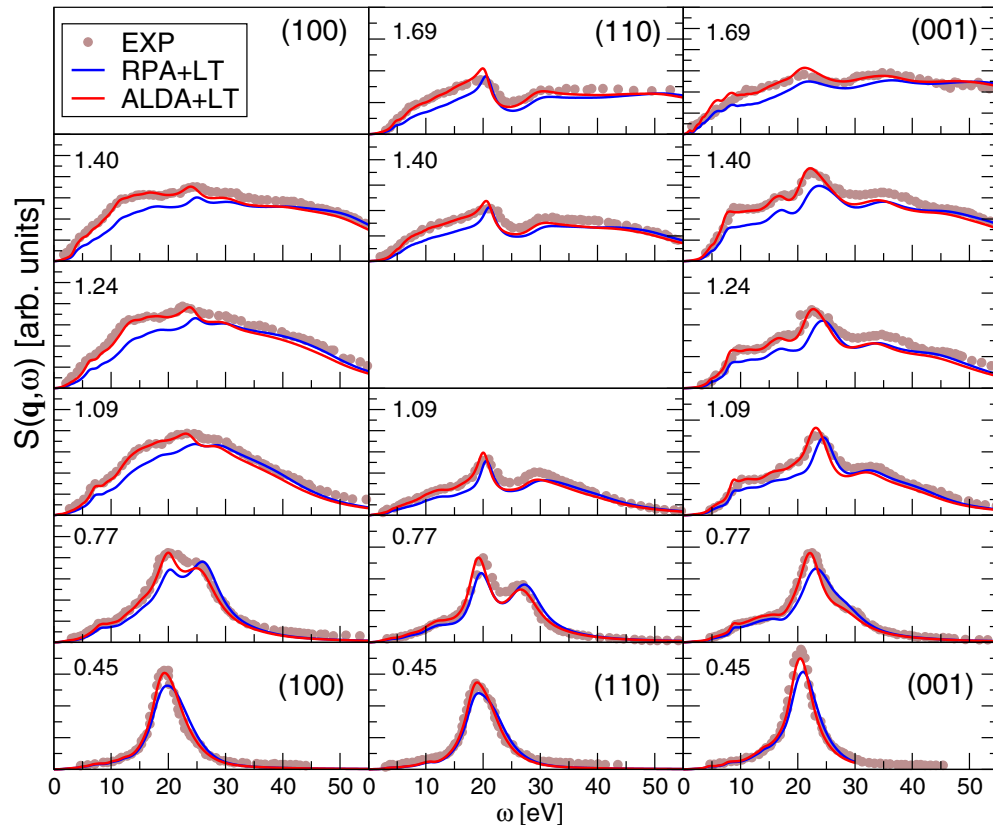 (100) (110) (001)
EXP
RPA+LT
ALDA+LT
1.69 1.69
1.40 1.40 1.40
1.24 1.24
1.09 1.09 1.09
0.77 0.77 0.77
0.45 0.45 0.45
(100) (110) (001)
S(q,ω) [arb. units]
0 10 20 30 40 50 0 10 20 30 40 50 0 10 20 30 40 50
ω [eV]